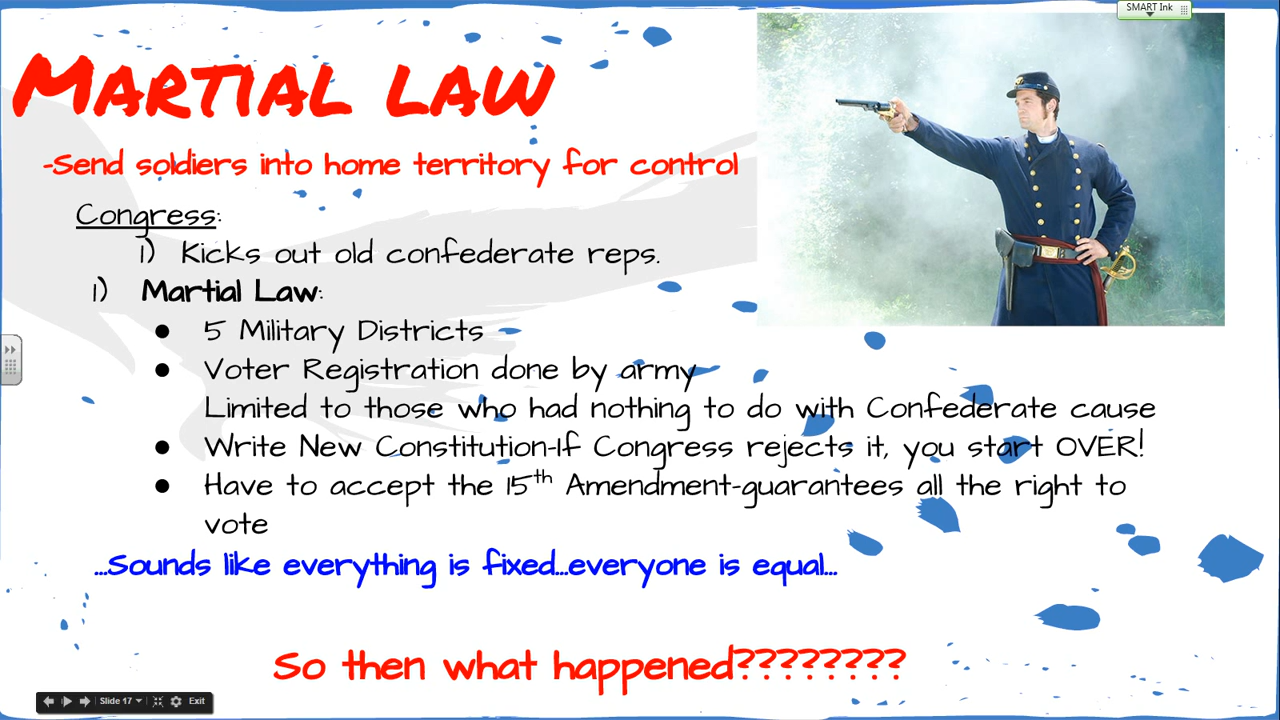 SMART Ink
MARTIAL LAW
-Send soldiers into home territory for control
Congress:
1) Kicks out old confederate reps.
1) Martial Law:
● 5 Military Districts
● Voter Registration done by army
Limited to those who had nothing to do with Confederate cause
● Write New Constitution-If Congress rejects it, you start OVER!
● Have to accept the 15th Amendment-guarantees all the right to
vote
...Sounds like everything is fixed...everyone is equal...
So then what happened????????
Slide 17 Exit